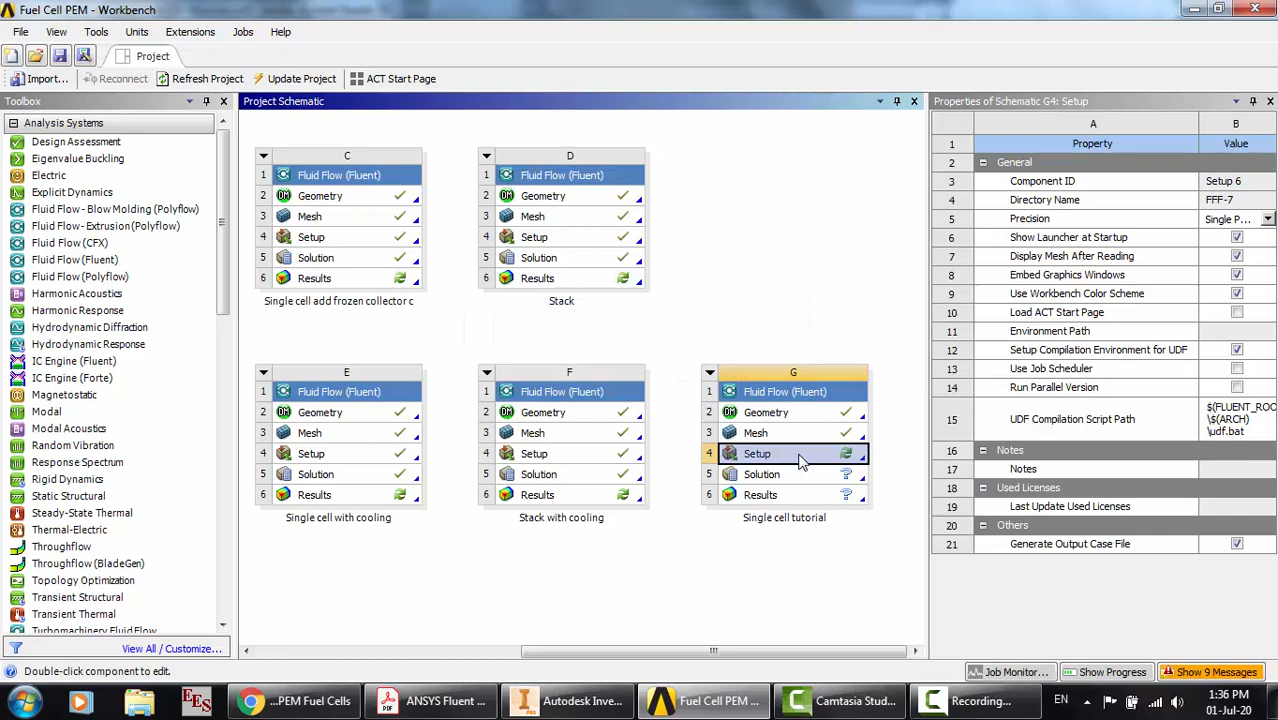 Fuel Cell PEM - Workbench
File View Tools Units Extensions Jobs Help
Project
Import... Reconnect Refresh Project Update Project ACT Start Page
Toolbox
Analysis Systems
Design Assessment
Eigenvalue Buckling
Electric
Explicit Dynamics
Fluid Flow - Blow Molding (Polyflow)
Fluid Flow- Extrusion(Polyflow)
Fluid Flow (CFX)
Fluid Flow (Fluent)
Fluid Flow (Polyflow)
Harmonic Acoustics
Harmonic Response
Hydrodynamic Diffraction
Hydrodynamic Response
IC Engine (Fluent)
IC Engine (Forte)
Magnetostatic
Modal
Modal Acoustics
Random Vibration
Response Spectrum
Static Structural
Steady-State Thermal
Thermal-Electric
Throughflow
Throughflow (BladeGen)
Topology Optimization
Transient Structural
Transient Thermal
Turbomachinery Fluid Flow
View All / Customize...
Project Schematic
C
1 Fluid Flow (Fluent)
2 Geometry
3 Mesh
4 Setup
5 Solution
6 Results
Single cell add frozen collector c
D
1 Fluid Flow (Fluent)
2 Geometry
3 Mesh
4 Setup
5 Solution
6 Results
Stack
E
1 Fluid Flow (Fluent)
2 Geometry
3 Mesh
4 Setup
5 Solution
6 Results
Single cell with cooling
F
1 Fluid Flow (Fluent)
2 Geometry
3 Mesh
4 Setup
5 Solution
6 Results
Stack with cooling
G
1 Fluid Flow (Fluent)
2 Geometry
3 Mesh
4 Setup
5 Solution ?
6 Results ?
Single cell tutorial
Properties of Schematic G4: Setup
A B
1 Property Value
2 General
3 Component ID Setup 6
4 Directory Name FFF-7
5 Precision Single P...
6 Show Launcher at Startup
7 Display Mesh After Reading
8 Embed Graphics Windows
9 Use Workbench Color Scheme
10 Load ACT Start Page
11 Environment Path
12 Setup Compilation Environment for UDF
13 Use Job Scheduler
14 Run Parallel Version
15 UDF Compilation Script Path $(FLUENT_ROO
\$(ARCH)
\udf.bat
16 Notes
17 Notes
18 Used Licenses
19 Last Update Used Licenses
20 Others
21 Generate Output Case File
Double-click component to edit.
Job Monitor... Show Progress Show 9 Messages
EES ...PEM Fuel Cells PDF ANSYS Fluent ... PRO Autodesk Inve... Fuel Cell PEM ... Camtasia Stud... Recording...
EN
1:36 PM
01-Jul-20